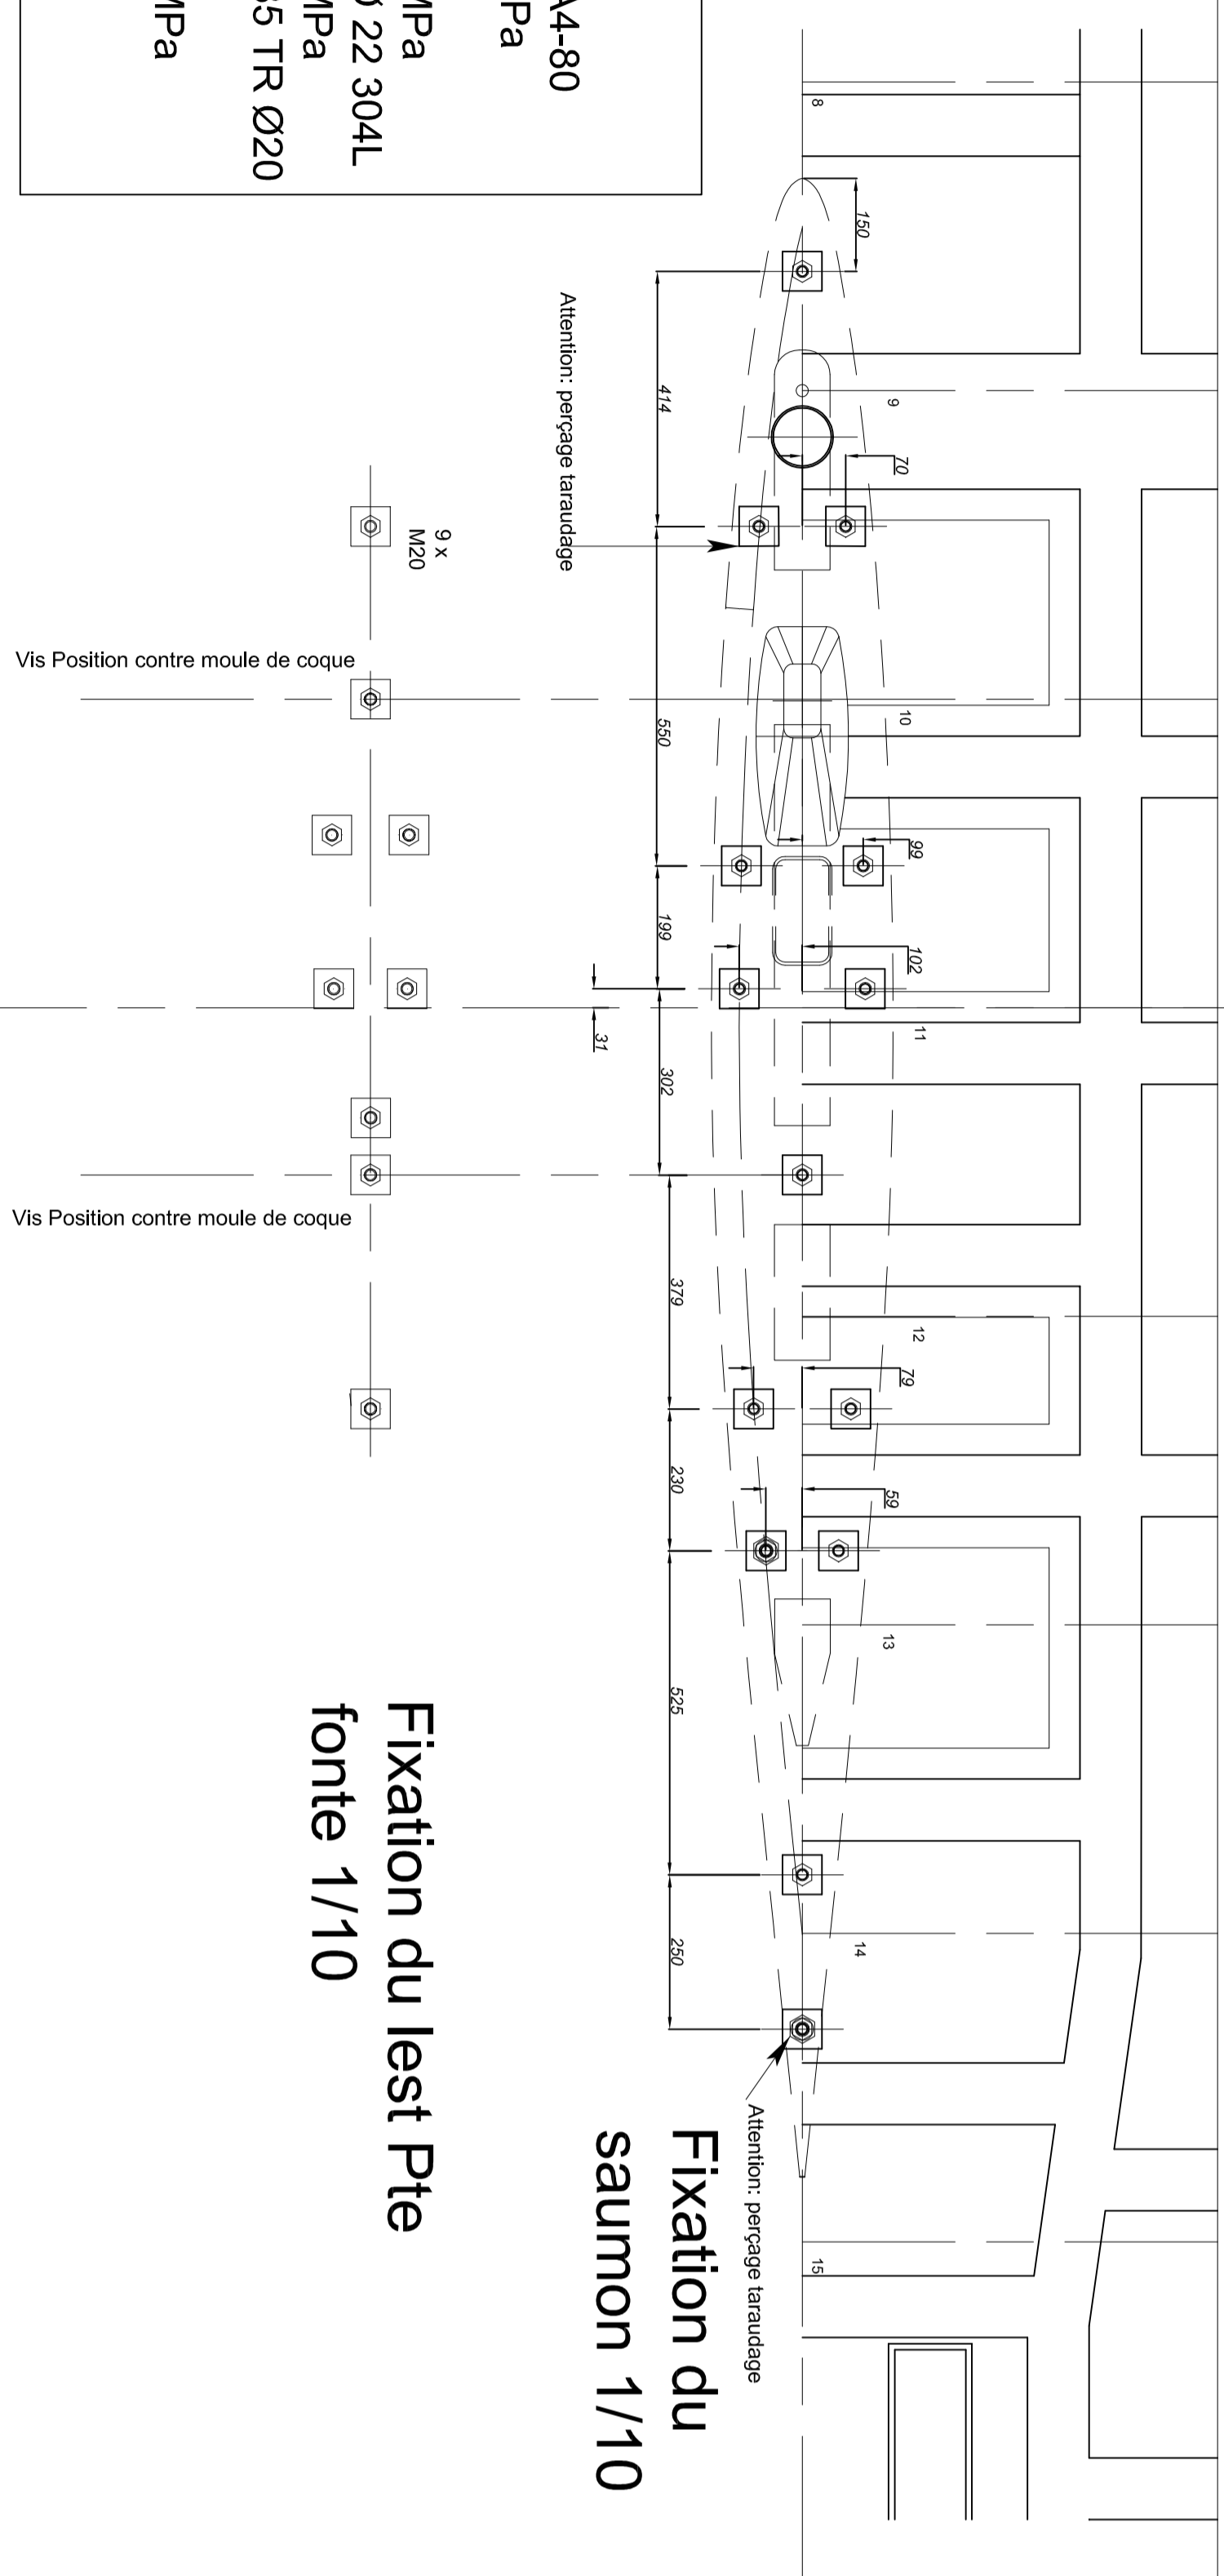 A4-80
Pa
MPa
Ø 22 304L
MPa
35 TR Ø20
MPa
8
150
414
Attention: perçage taraudage
9
70
9 x
M20
Vis Position contre moule de coque
10
550
99
199
102
11
31
302
Vis Position contre moule de coque
379
12
79
230
59
13
525
14
250
Attention: perçage taraudage
15
Fixation du
saumon 1/10
Fixation du lest Pte
fonte 1/10